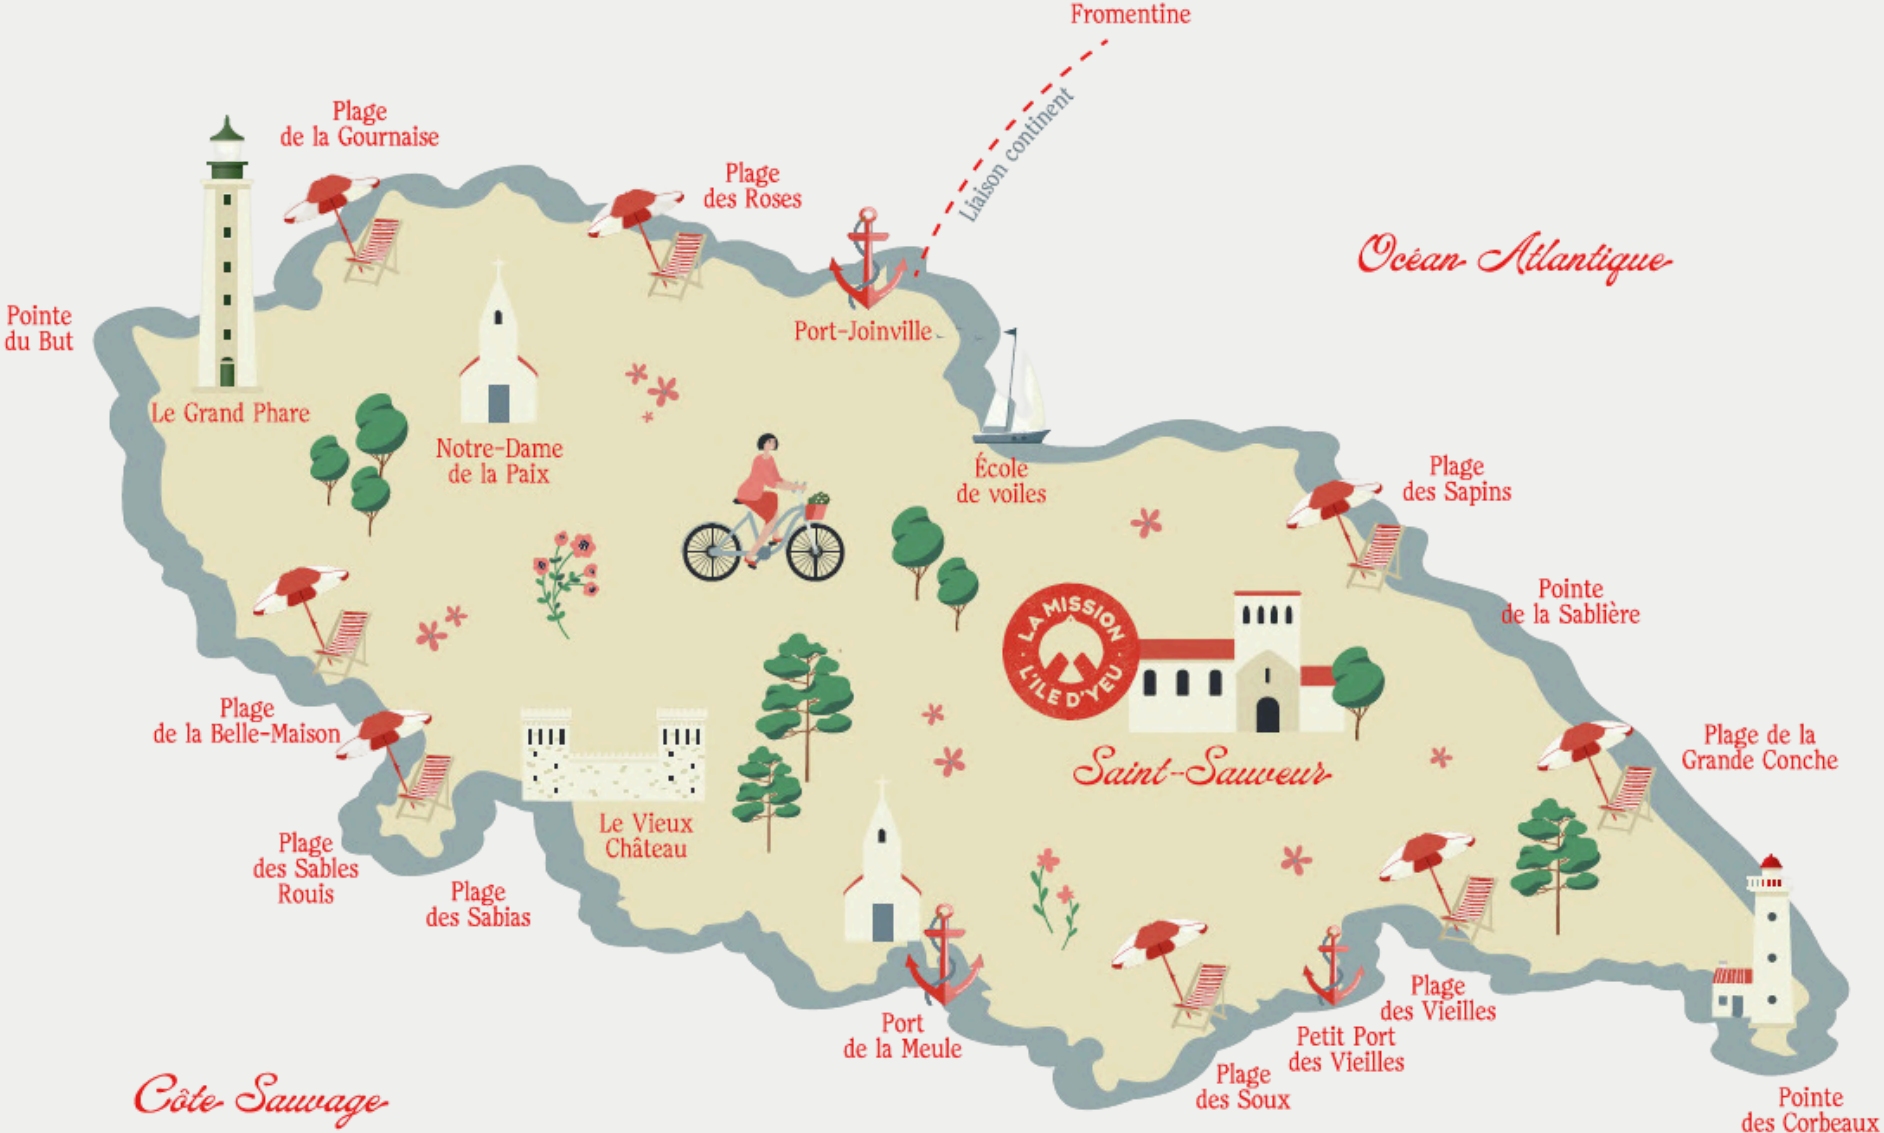 Fromentine
Liaison continent
Plage
de la Gournaise
Plage
des Roses
Océan Atlantique
Pointe
du But
Port-Joinville
Le Grand Phare
Notre-Dame
de la Paix
École
de voiles
Plage
des Sapins
Pointe
de la Sablière
LA MISSION
L'ILE D'YEU
Saint-Sauveur
Plage
de la Belle-Maison
Plage de la
Grande Conche
Le Vieux
Château
Plage
des Sables
Rouis
Plage
des Sabias
Port
de la Meule
Plage
des Vieilles
Petit Port
des Vieilles
Plage
des Soux
Côte Sauvage
Pointe
des Corbeaux